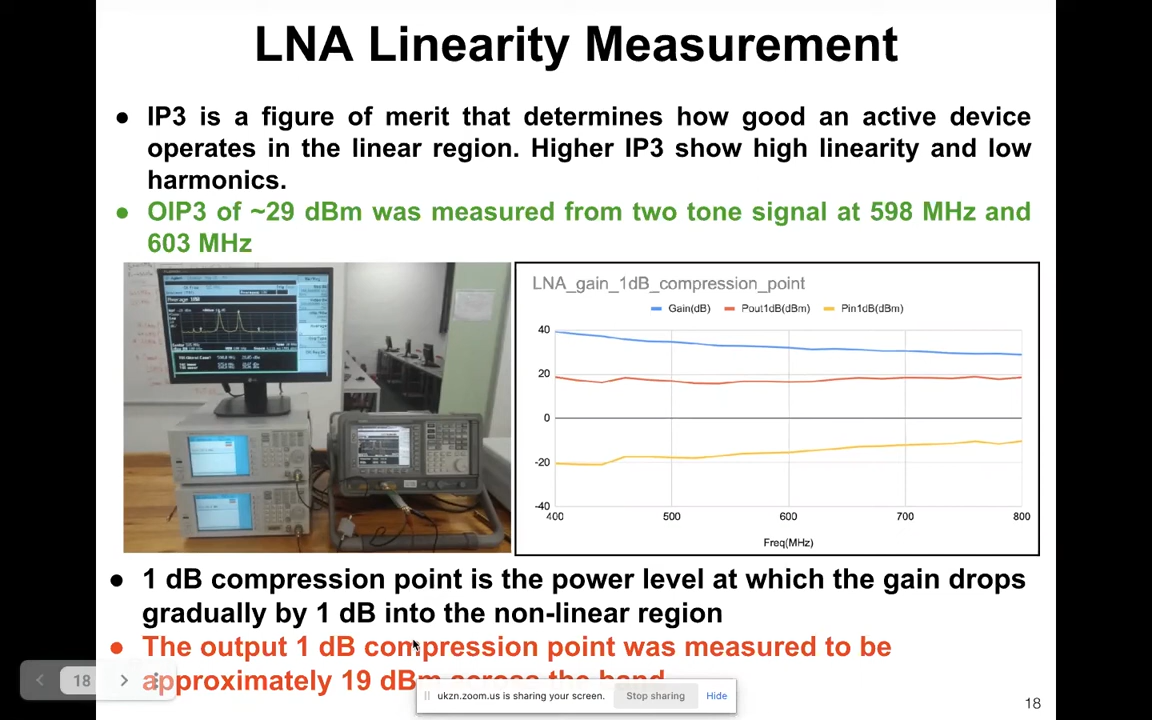 LNA Linearity Measurement
● IP3 is a figure of merit that determines how good an active device
operates in the linear region. Higher IP3 show high linearity and low
harmonics.
● OIP3 of ~29 dBm was measured from two tone signal at 598 MHz and
603 MHz
LNA_gain_1dB_compression_point
Gain(dB) Pout1dB(dBm) Pin1dB(dBm)
40
20
0
-20
-40
400 500 600 700 800
Freq(MHz)
● 1 dB compression point is the power level at which the gain drops
gradually by 1 dB into the non-linear region
● The output 1 dB compression point was measured to be
approximately 19 dBm across the band
18
ukzn.zoom.us is sharing your screen. Stop sharing Hide
18